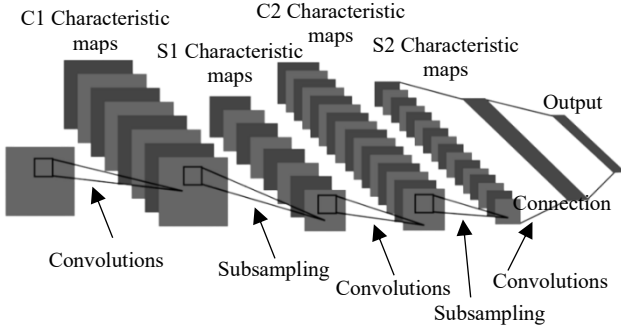 C1 Characteristic
maps
S1 Characteristic
maps
C2 Characteristic
maps
S2 Characteristic
maps
Output
Connection
Convolutions
Subsampling
Convolutions
Subsampling
Convolutions